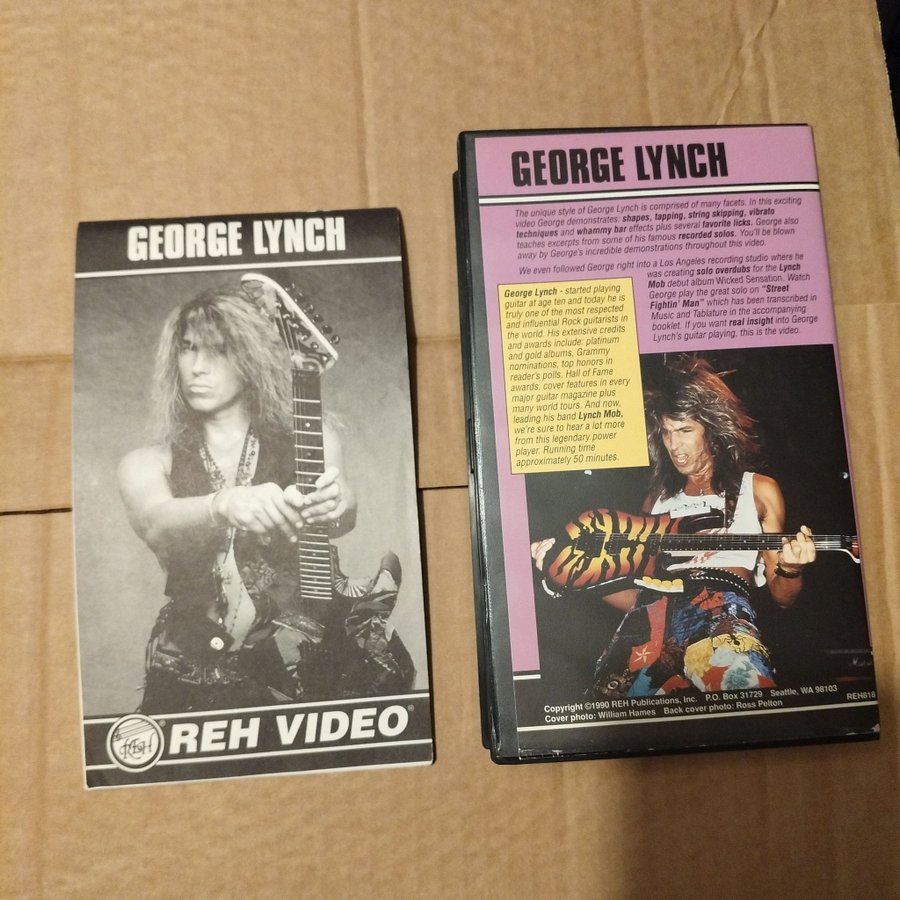 GEORGE LYNCH
REH
REH VIDEO®
GEORGE LYNCH
The unique style of George Lynch is comprised of many facets. In this exciting
video George demonstrates: shapes, tapping, string skipping, vibrato
techniques and whammy bar effects plus several favorite licks. George also
teaches excerpts from some of his famous recorded solos. You'll be blown
away by George's incredible demonstrations throughout this video.
We even followed George right into a Los Angeles recording studio where he
was creating solo overdubs for the Lynch
Mob debut album Wicked Sensation. Watch
George play the great solo on "Street
Fightin' Man" which has been transcribed in
Music and Tablature in the accompanying
booklet. If you want real insight into George
Lynch's guitar playing, this is the video.
George Lynch - started playing
guitar at age ten and today he is
truly one of the most respected
and influential Rock guitarists in
the world. His extensive credits
and awards include: platinum
and gold albums, Grammy
nominations, top honors in
reader's polls, Hall of Fame
awards, cover features in every
major guitar magazine plus
many world tours. And now,
leading his band Lynch Mob,
we're sure to hear a lot more
from this legendary power
player. Running time
approximately 50 minutes.
Copyright ©1990 REH Publications, Inc. P.O. Box 31729 Seattle, WA 98103 REH818
Cover photo: William Hames Back cover photo: Ross Pelton